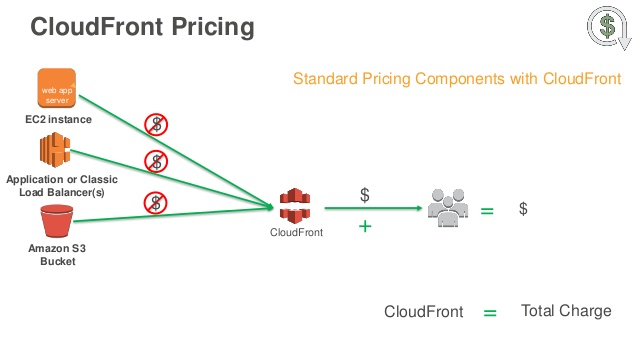 CloudFront Pricing
$
Standard Pricing Components with CloudFront
web app
server
EC2 instance
$
Application or Classic
Load Balancer(s)
$
$
Amazon S3
Bucket
CloudFront
$
+
= $
CloudFront = Total Charge